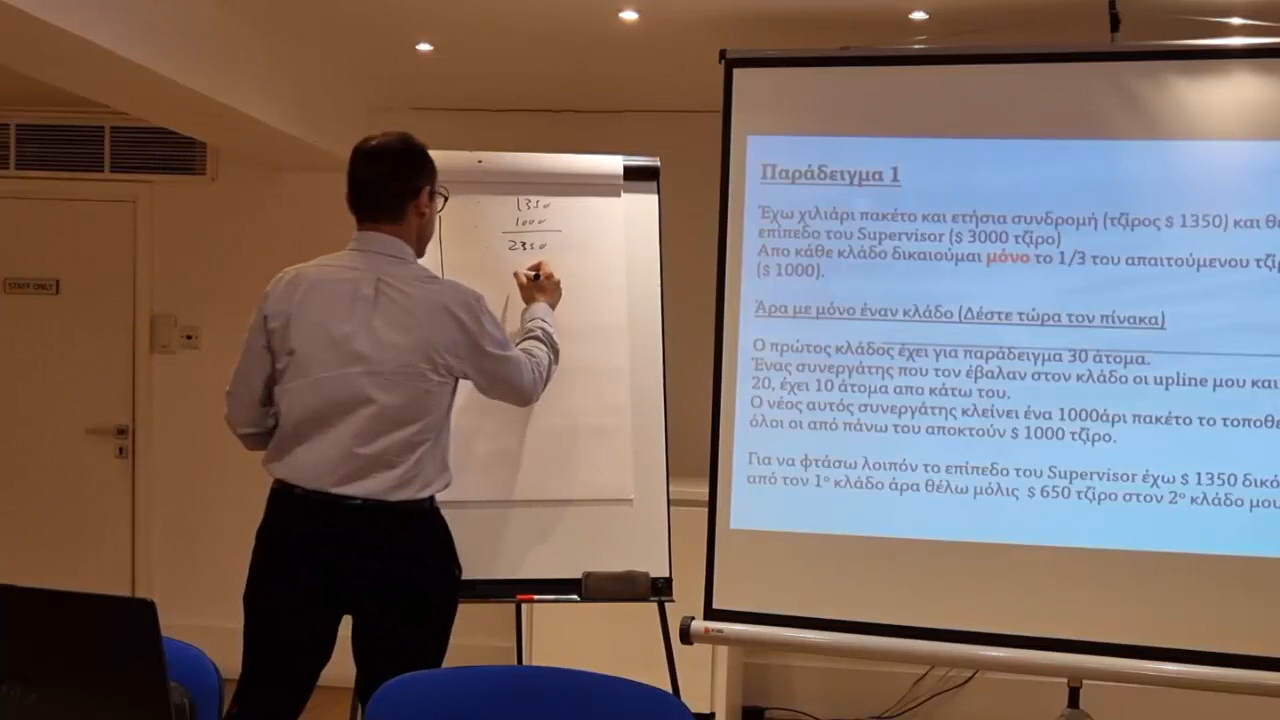 STAFF ONLY
1350
1000
2350
Παράδειγμα 1
Έχω χιλιάρι πακέτο και ετήσια συνδρομή (τζίρος $ 1350) και
επίπεδο του Supervisor ($ 3000 τζίρο)
Απο κάθε κλάδο δικαιούμαι μόνο το 1/3 του απαιτούμενου
($ 1000).
Άρα με μόνο έναν κλάδο (Δέστε τώρα τον πίνακα)
Ο πρώτος κλάδος έχει για παράδειγμα 30 άτομα.
Ένας συνεργάτης που τον έβαλαν στον κλάδο οι upline μου και
20, έχει 10 άτομα απο κάτω του.
Ο νέος αυτός συνεργάτης κλείνει ένα 1000άρι πακέτο το
όλοι οι από πάνω του αποκτούν $ 1000 τζίρο.
Για να φτάσω λοιπόν το επίπεδο του Supervisor έχω $ 1350
από τον 1ο κλάδο άρα θέλω μόλις $ 650 τζίρο στον 2ο κλάδο μου